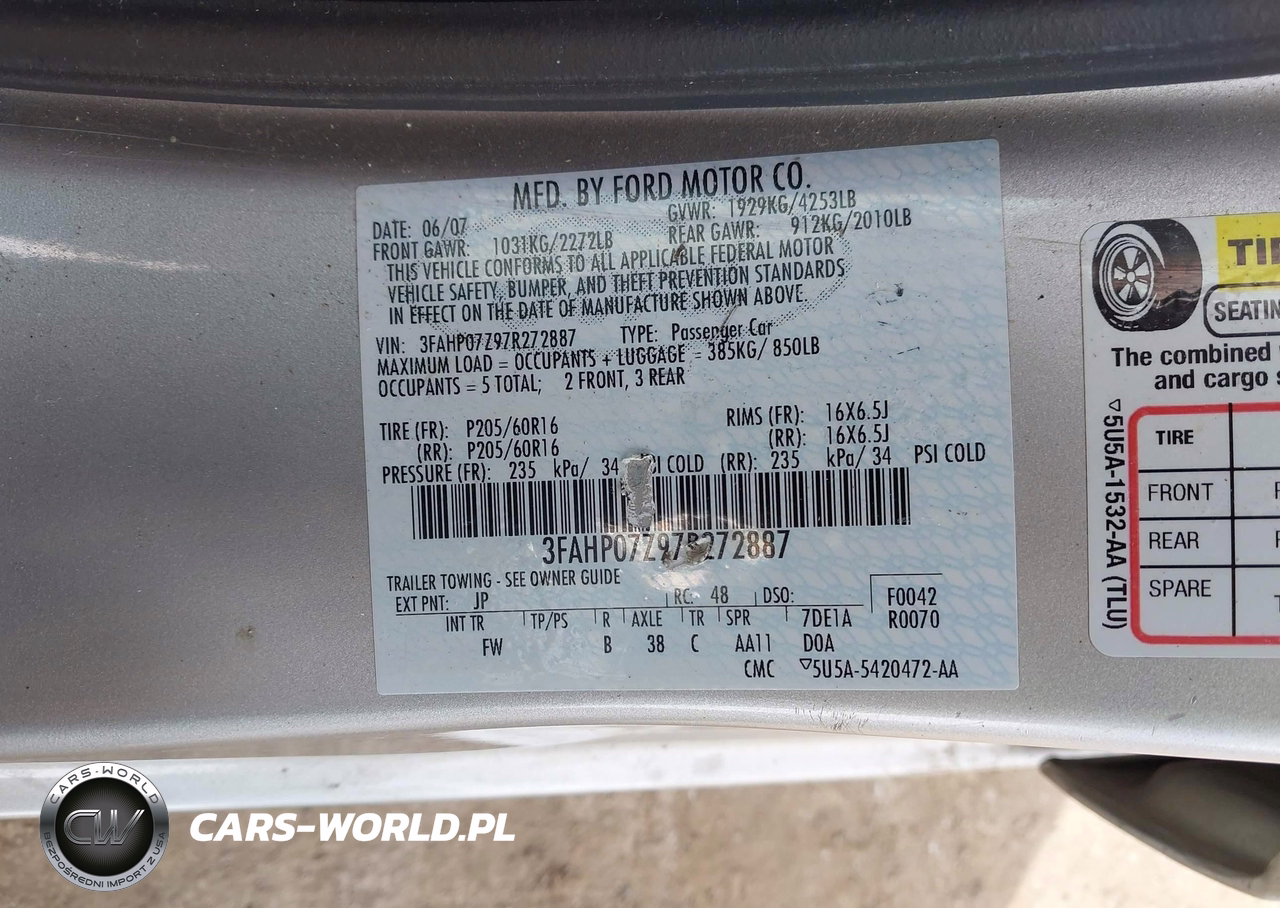 MFD. BY FORD MOTOR CO.
DATE: 06/07 GVWR: 1929KG/4253LB
FRONT GAWR: 1031KG/2272LB REAR GAWR: 912KG/2010LB
THIS VEHICLE CONFORMS TO ALL APPLICABLE FEDERAL MOTOR
VEHICLE SAFETY, BUMPER, AND THEFT PREVENTION STANDARDS
IN EFFECT ON THE DATE OF MANUFACTURE SHOWN ABOVE.
VIN: 3FAHP07Z97R272887 TYPE: Passenger Car
MAXIMUM LOAD = OCCUPANTS + LUGGAGE = 385KG/ 850LB
OCCUPANTS = 5 TOTAL; 2 FRONT, 3 REAR
TIRE (FR): P205/60R16 RIMS (FR): 16X6.5J
(RR): P205/60R16 (RR): 16X6.5J
PRESSURE (FR): 235 kPa/ 34 PSI COLD (RR): 235 kPa/ 34 PSI COLD
3FAHP07Z97R272887
TRAILER TOWING - SEE OWNER GUIDE
EXT PNT: JP RC: 48 DSO: F0042
INT TR TP/PS R AXLE TR SPR 7DE1A R0070
FW B 38 C AA11 D0A
CMC ▽5U5A-5420472-AA
SEATIN
The combined
and cargo
TIRE
FRONT
REAR
SPARE
▽5U5A-1532-AA (TLU)
CARS-WORLD
CW
BEZPOŚREDNI IMPORT Z USA
CARS-WORLD.PL